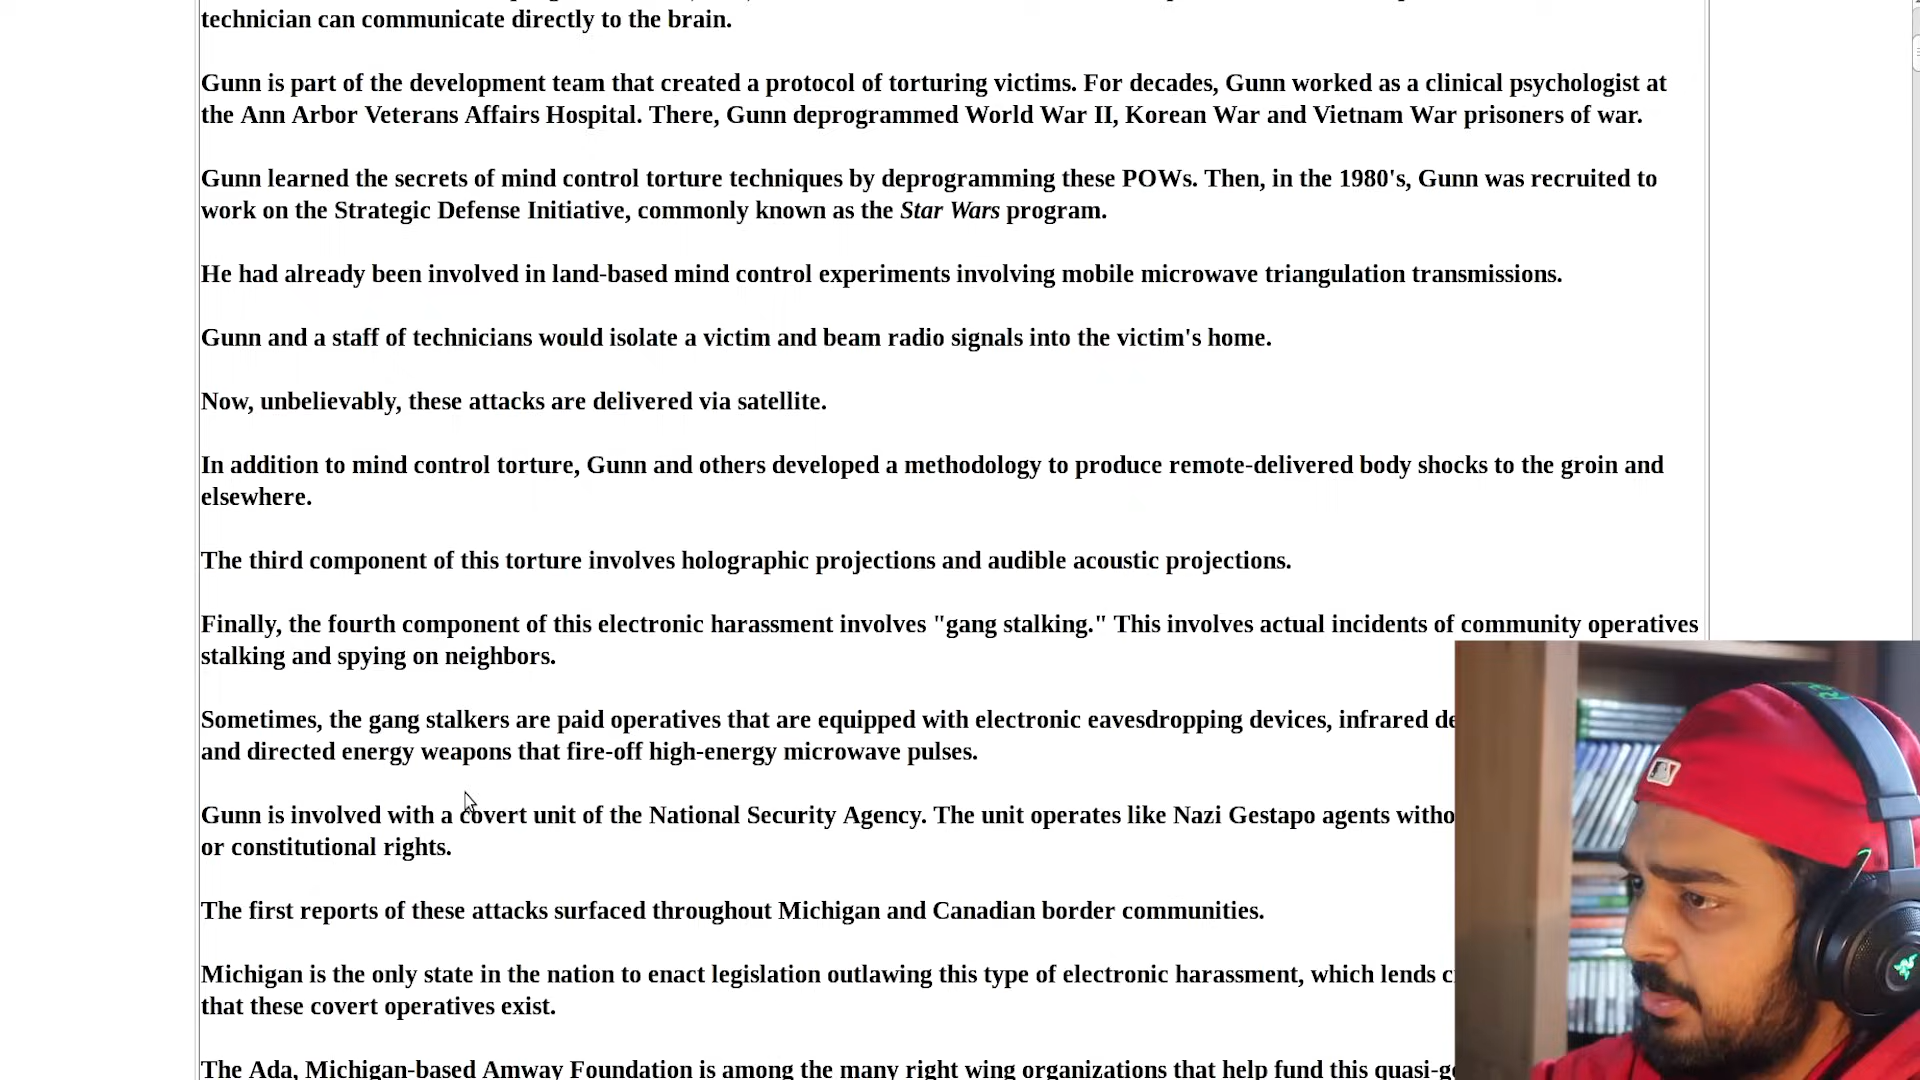 technician can communicate directly to the brain.
Gunn is part of the development team that created a protocol of torturing victims. For decades, Gunn worked as a clinical psychologist at
the Ann Arbor Veterans Affairs Hospital. There, Gunn deprogrammed World War II, Korean War and Vietnam War prisoners of war.
Gunn learned the secrets of mind control torture techniques by deprogramming these POWs. Then, in the 1980's, Gunn was recruited to
work on the Strategic Defense Initiative, commonly known as the Star Wars program.
He had already been involved in land-based mind control experiments involving mobile microwave triangulation transmissions.
Gunn and a staff of technicians would isolate a victim and beam radio signals into the victim's home.
Now, unbelievably, these attacks are delivered via satellite.
In addition to mind control torture, Gunn and others developed a methodology to produce remote-delivered body shocks to the groin and
elsewhere.
The third component of this torture involves holographic projections and audible acoustic projections.
Finally, the fourth component of this electronic harassment involves "gang stalking." This involves actual incidents of community operatives
stalking and spying on neighbors.
Sometimes, the gang stalkers are paid operatives that are equipped with electronic eavesdropping devices, infrared
and directed energy weapons that fire-off high-energy microwave pulses.
Gunn is involved with a covert unit of the National Security Agency. The unit operates like Nazi Gestapo agents
or constitutional rights.
The first reports of these attacks surfaced throughout Michigan and Canadian border communities.
Michigan is the only state in the nation to enact legislation outlawing this type of electronic harassment, which lends
that these covert operatives exist.
The Ada, Michigan-based Amway Foundation is among the many right wing organizations that help fund this